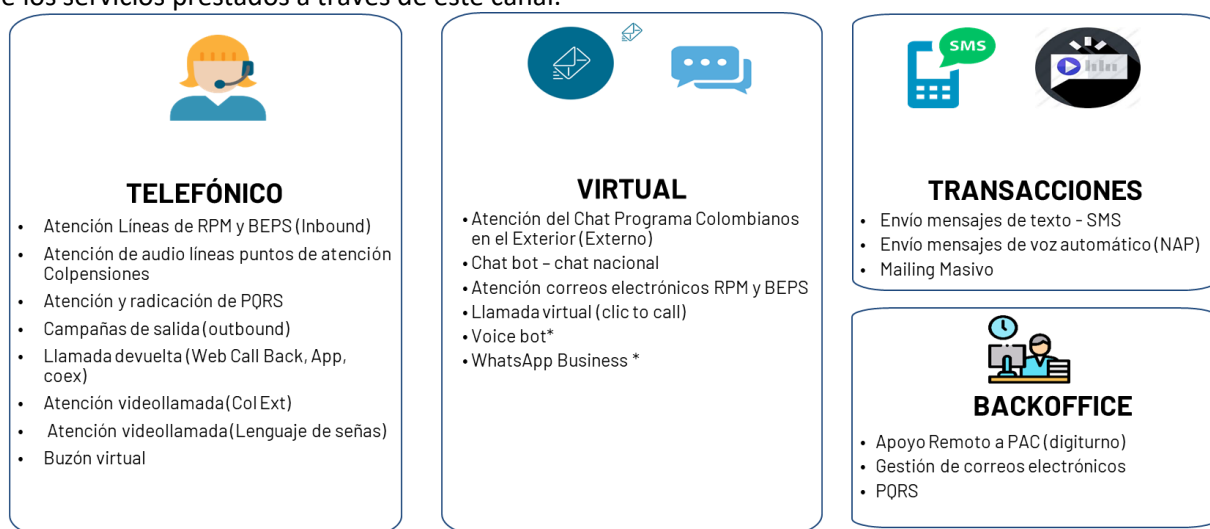 e los servicios prestados a través de este canal.
TELEFÓNICO
• Atención Líneas de RPM y BEPS (Inbound)
• Atención de audio líneas puntos de atención
Colpensiones
• Atención y radicación de PQRS
• Campañas de salida (outbound)
• Llamada devuelta (Web Call Back, App,
coex)
• Atención videollamada (Col Ext)
• Atención videollamada (Lenguaje de señas)
• Buzón virtual
VIRTUAL
• Atención del Chat Programa Colombianos
en el Exterior (Externo)
• Chat bot – chat nacional
• Atención correos electrónicos RPM y BEPS
• Llamada virtual (clic to call)
• Voice bot*
• WhatsApp Business *
SMS
TRANSACCIONES
• Envío mensajes de texto - SMS
• Envío mensajes de voz automático (NAP)
• Mailing Masivo
BACKOFFICE
• Apoyo Remoto a PAC (digiturno)
• Gestión de correos electrónicos
• PQRS